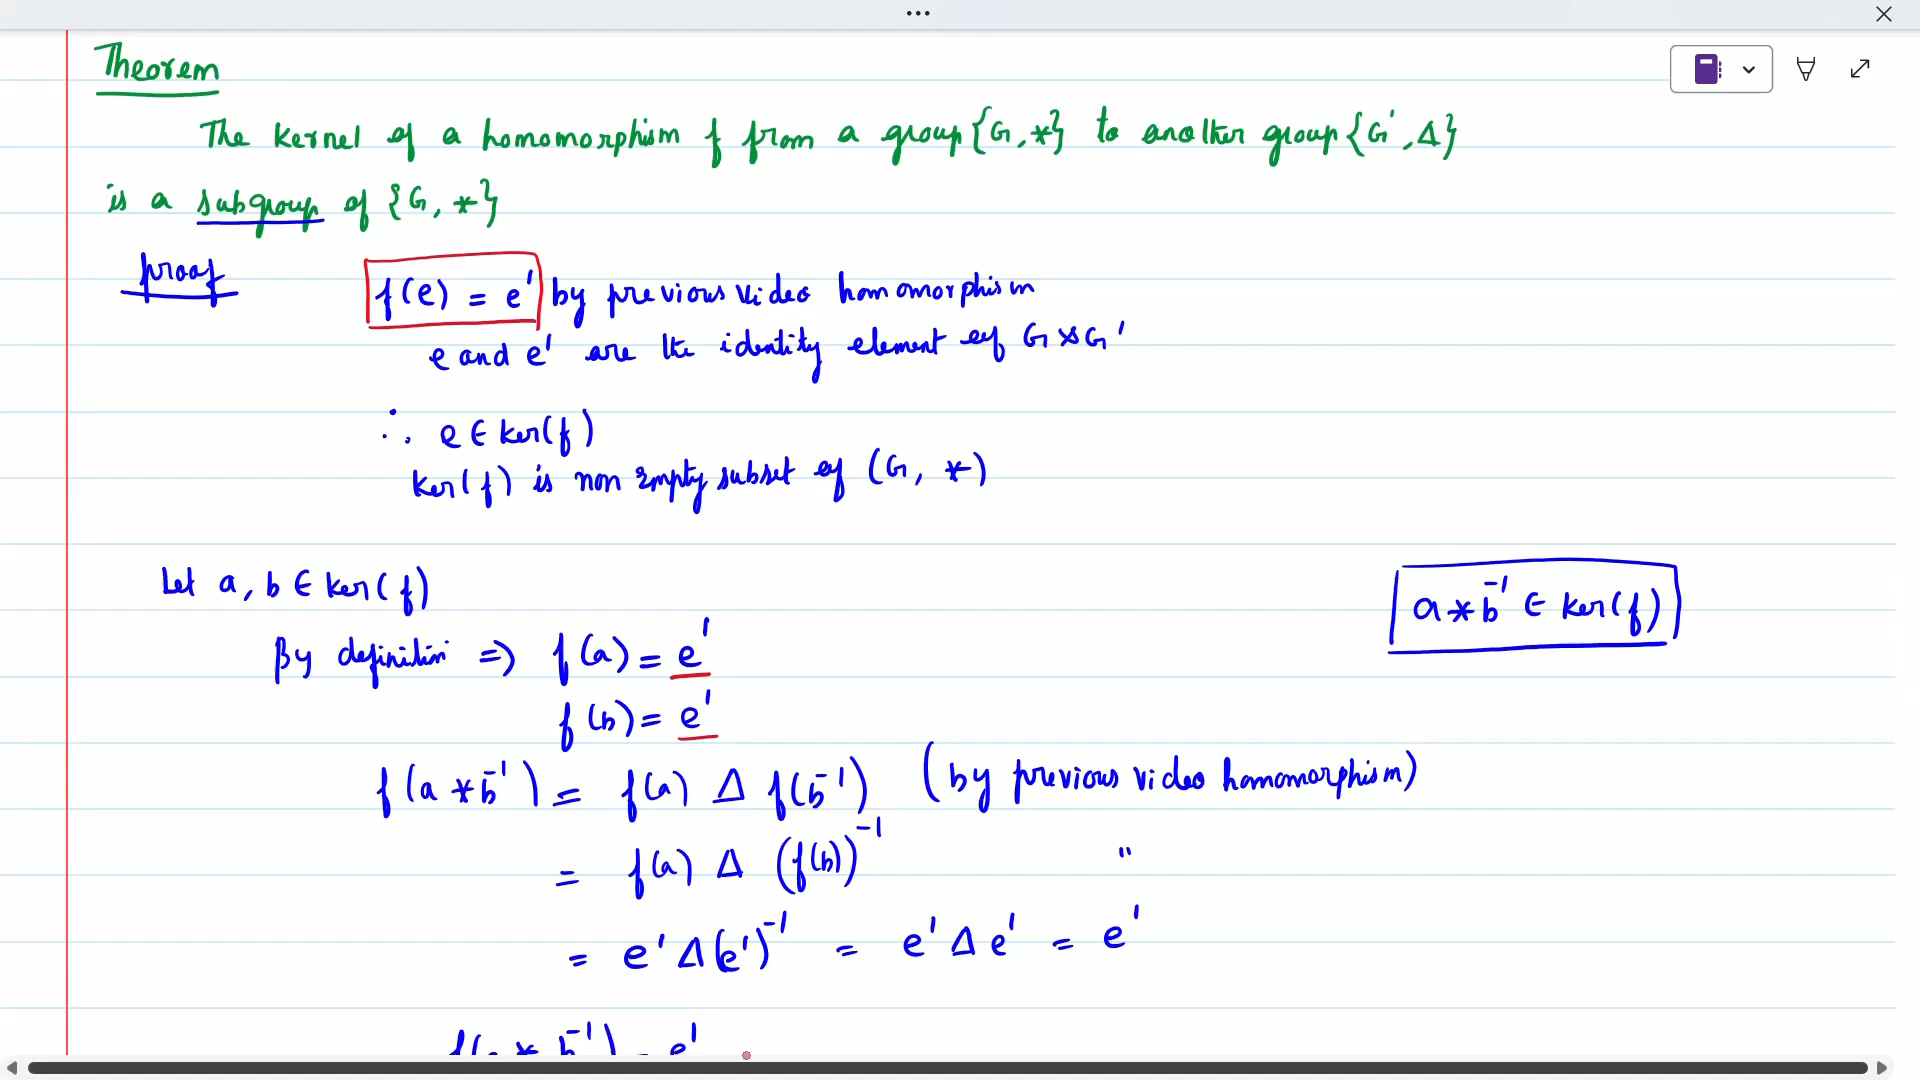 Theorem
The kernel of a homomorphism f from a group {G, *} to another group {G', Δ}
is a subgroup of {G, *}
proof
f(e) = e' by previous video homomorphism
e and e' are the identity element of G & G'
∴ e ∈ ker(f)
ker(f) is non Empty subset of (G, *)
Let a, b ∈ ker(f)
a * b⁻¹ ∈ ker(f)
By definition => f(a) = e'
f(b) = e'
f(a * b⁻¹) = f(a) Δ f(b⁻¹) (by previous video homomorphism)
= f(a) Δ (f(b))⁻¹ "
= e' Δ (e')⁻¹ = e' Δ e' = e'
f(a * b⁻¹) = e'